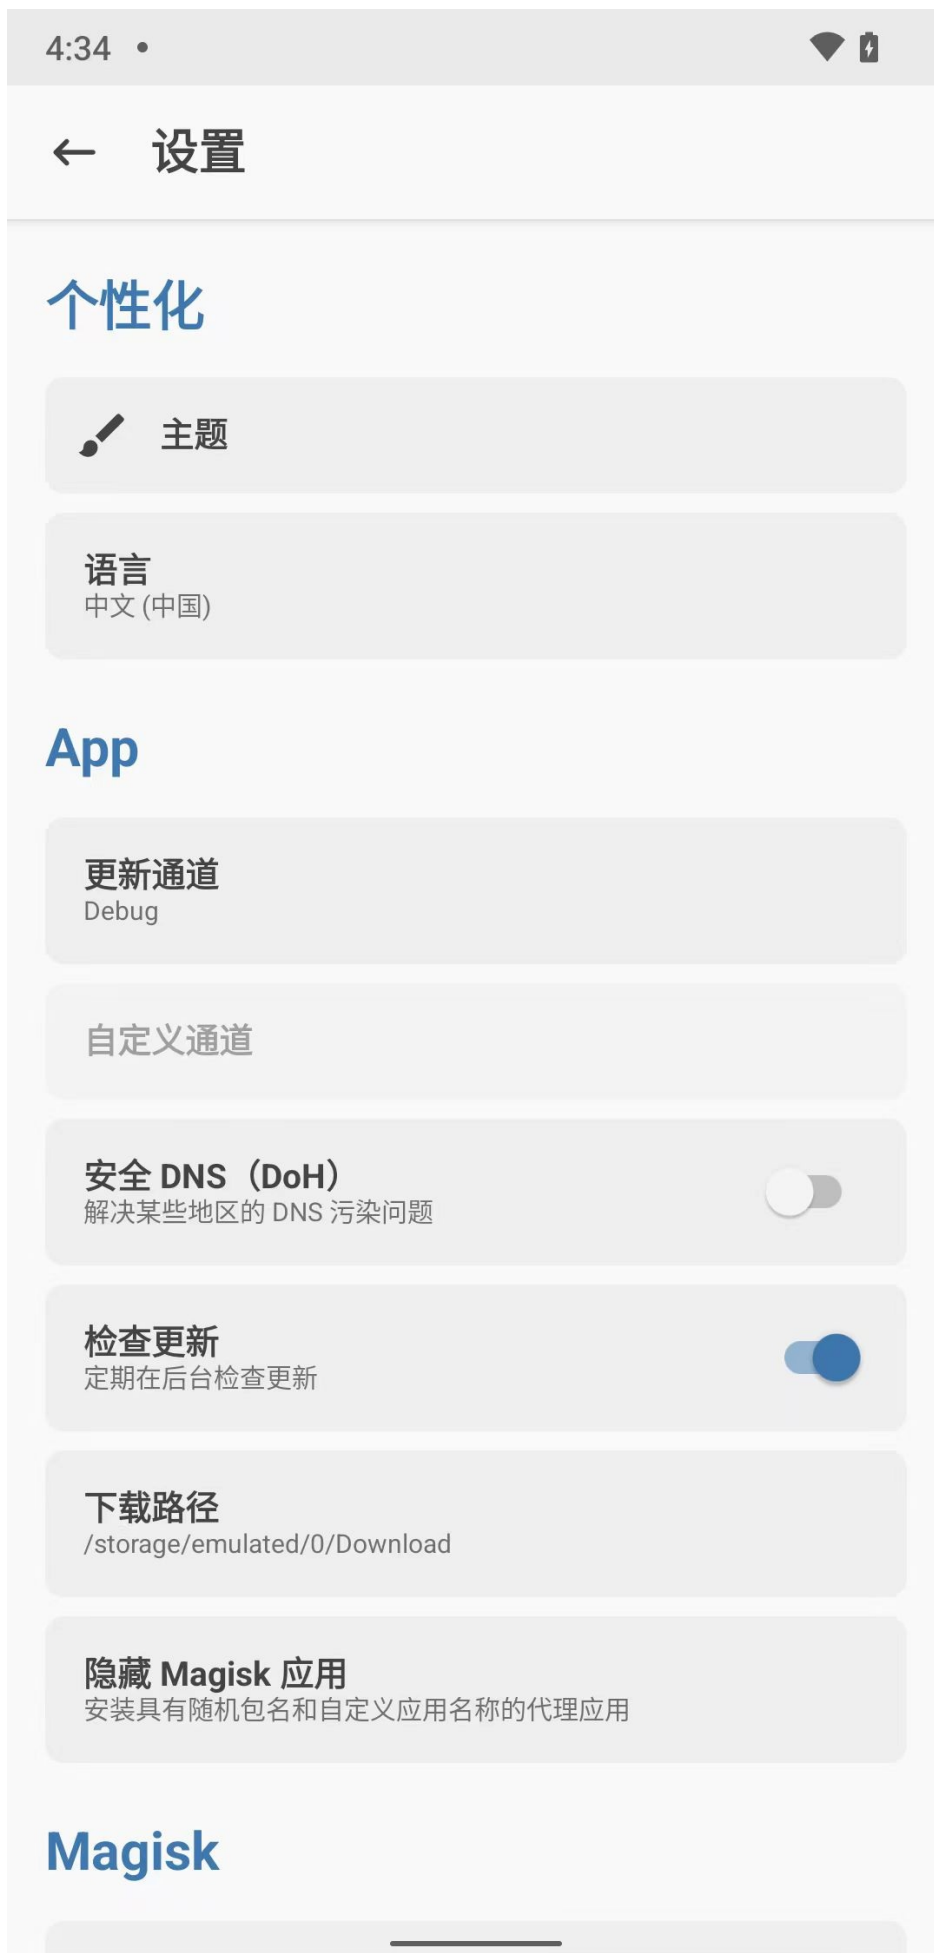 4:34
设置
个性化
主题
语言
中文 (中国)
App
更新通道
Debug
自定义通道
安全 DNS（DoH）
解决某些地区的 DNS 污染问题
检查更新
定期在后台检查更新
下载路径
/storage/emulated/0/Download
隐藏 Magisk 应用
安装具有随机包名和自定义应用名称的代理应用
Magisk